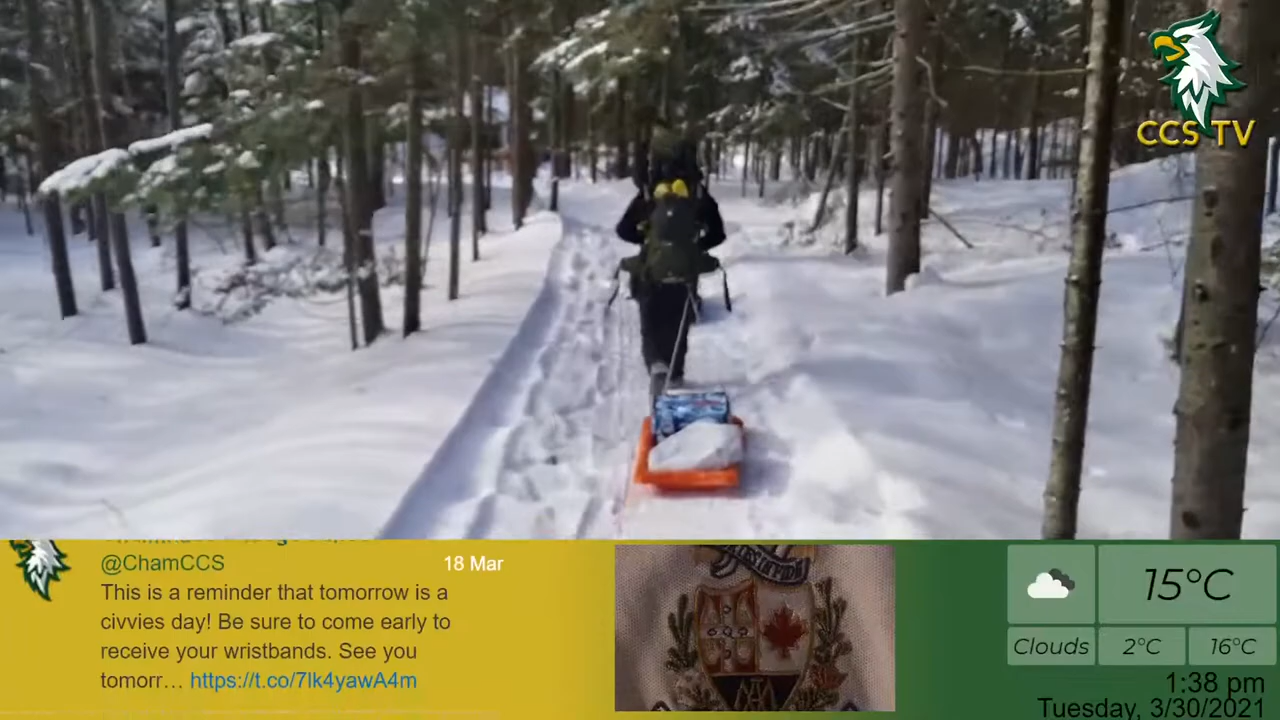 CCS TV
@ChamCCS
18 Mar
This is a reminder that tomorrow is a
civvies day! Be sure to come early to
receive your wristbands. See you
tomorr… https://t.co/7lk4yawA4m
15°C
Clouds
2°C
16°C
1:38 pm
Tuesday, 3/30/2021